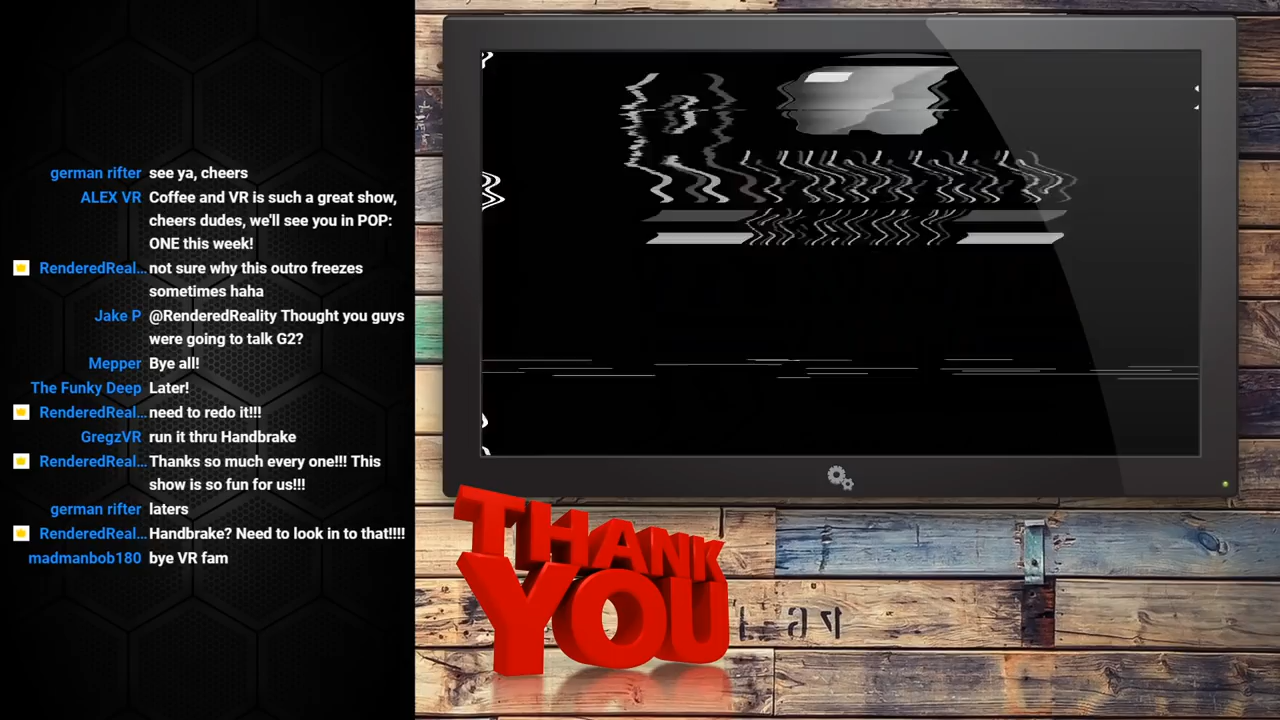 german rifter see ya, cheers
ALEX VR Coffee and VR is such a great show,
cheers dudes, we'll see you in POP:
ONE this week!
RenderedReal... not sure why this outro freezes
sometimes haha
Jake P @RenderedReality Thought you guys
were going to talk G2?
Mepper Bye all!
The Funky Deep Later!
RenderedReal... need to redo it!!!
GregzVR run it thru Handbrake
RenderedReal... Thanks so much every one!!! This
show is so fun for us!!!
german rifter laters
RenderedReal... Handbrake? Need to look in to that!!!!
madmanbob180 bye VR fam
THANK
YOU